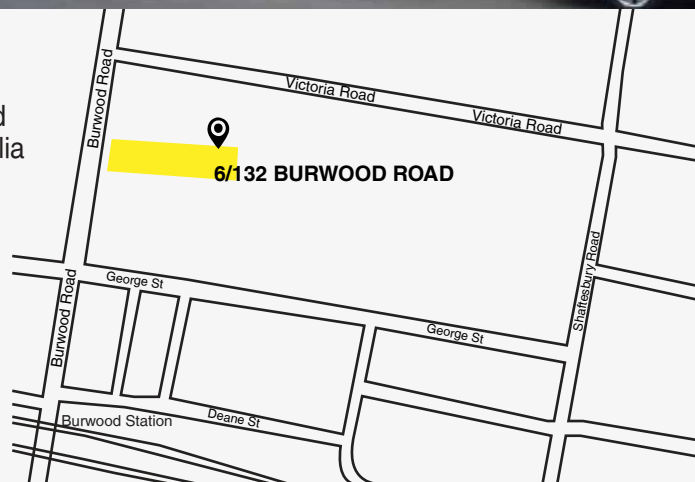 Victoria Road
Victoria Road
Burwood Road
lia
6/132 BURWOOD ROAD
Shaftesbury Road
George St
George St
Burwood Road
Deane St
Burwood Station